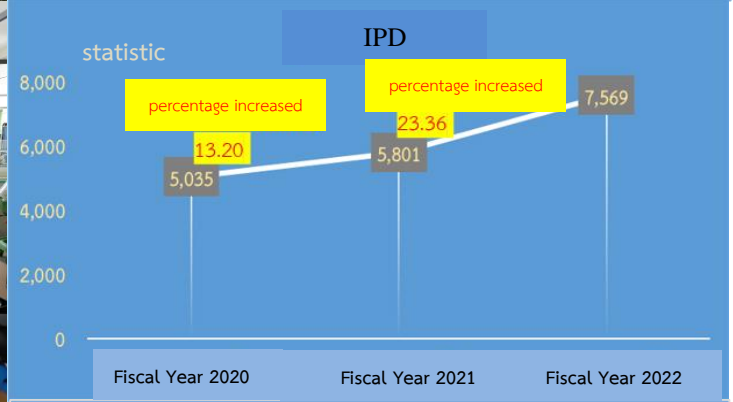 IPD
statistic
8,000
percentage increased
percentage increased
7,569
23.36
6,000
13.20
5,801
5,035
4,000
2,000
0
Fiscal Year 2020
Fiscal Year 2021
Fiscal Year 2022